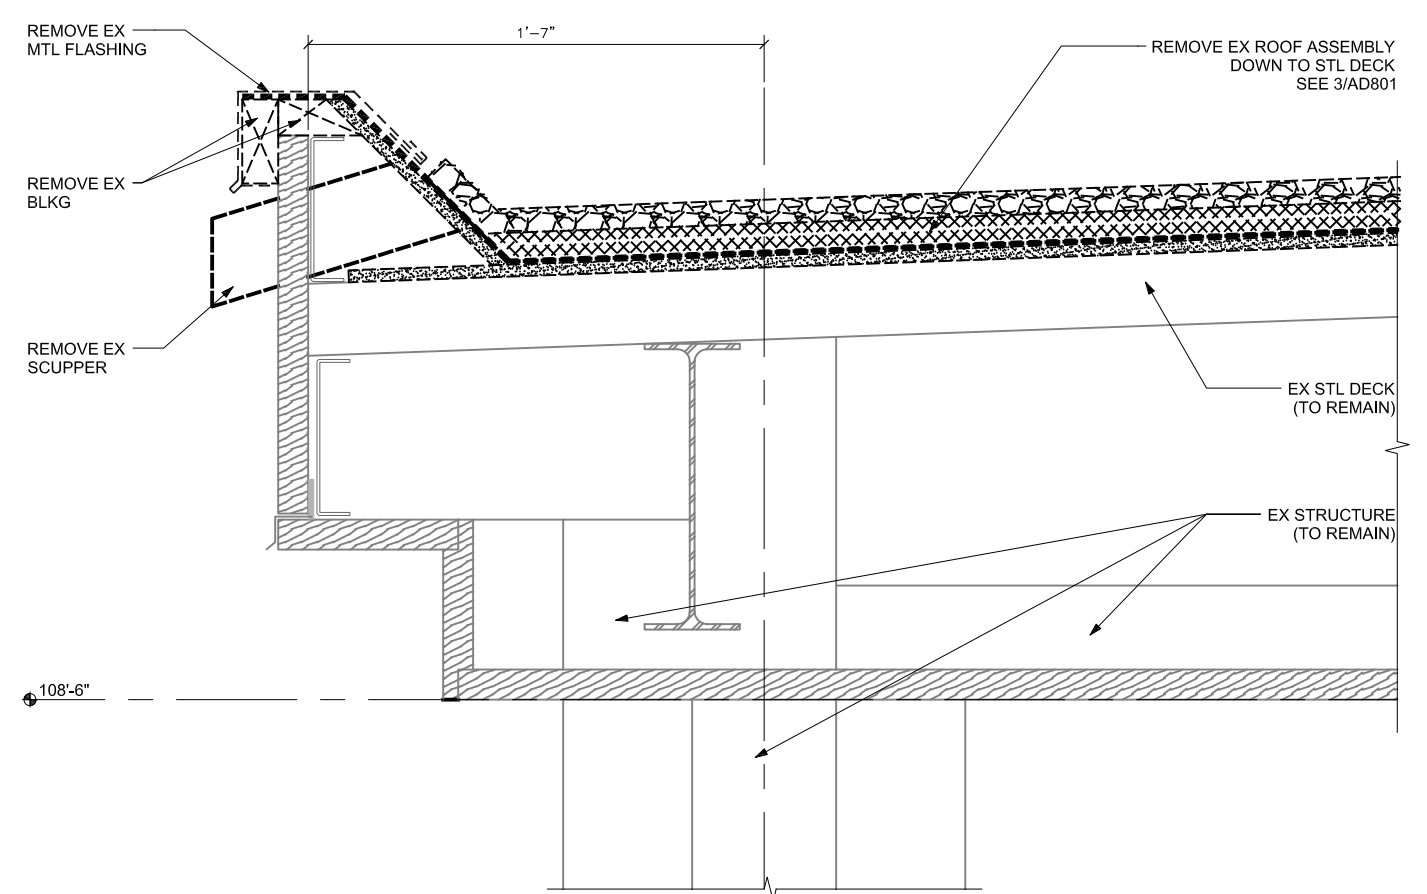 REMOVE EX
MTL FLASHING
1'-7"
REMOVE EX ROOF ASSEMBLY
DOWN TO STL DECK
SEE 3/AD801
REMOVE EX
BLKG
REMOVE EX
SCUPPER
EX STL DECK
(TO REMAIN)
EX STRUCTURE
(TO REMAIN)
108'-6"